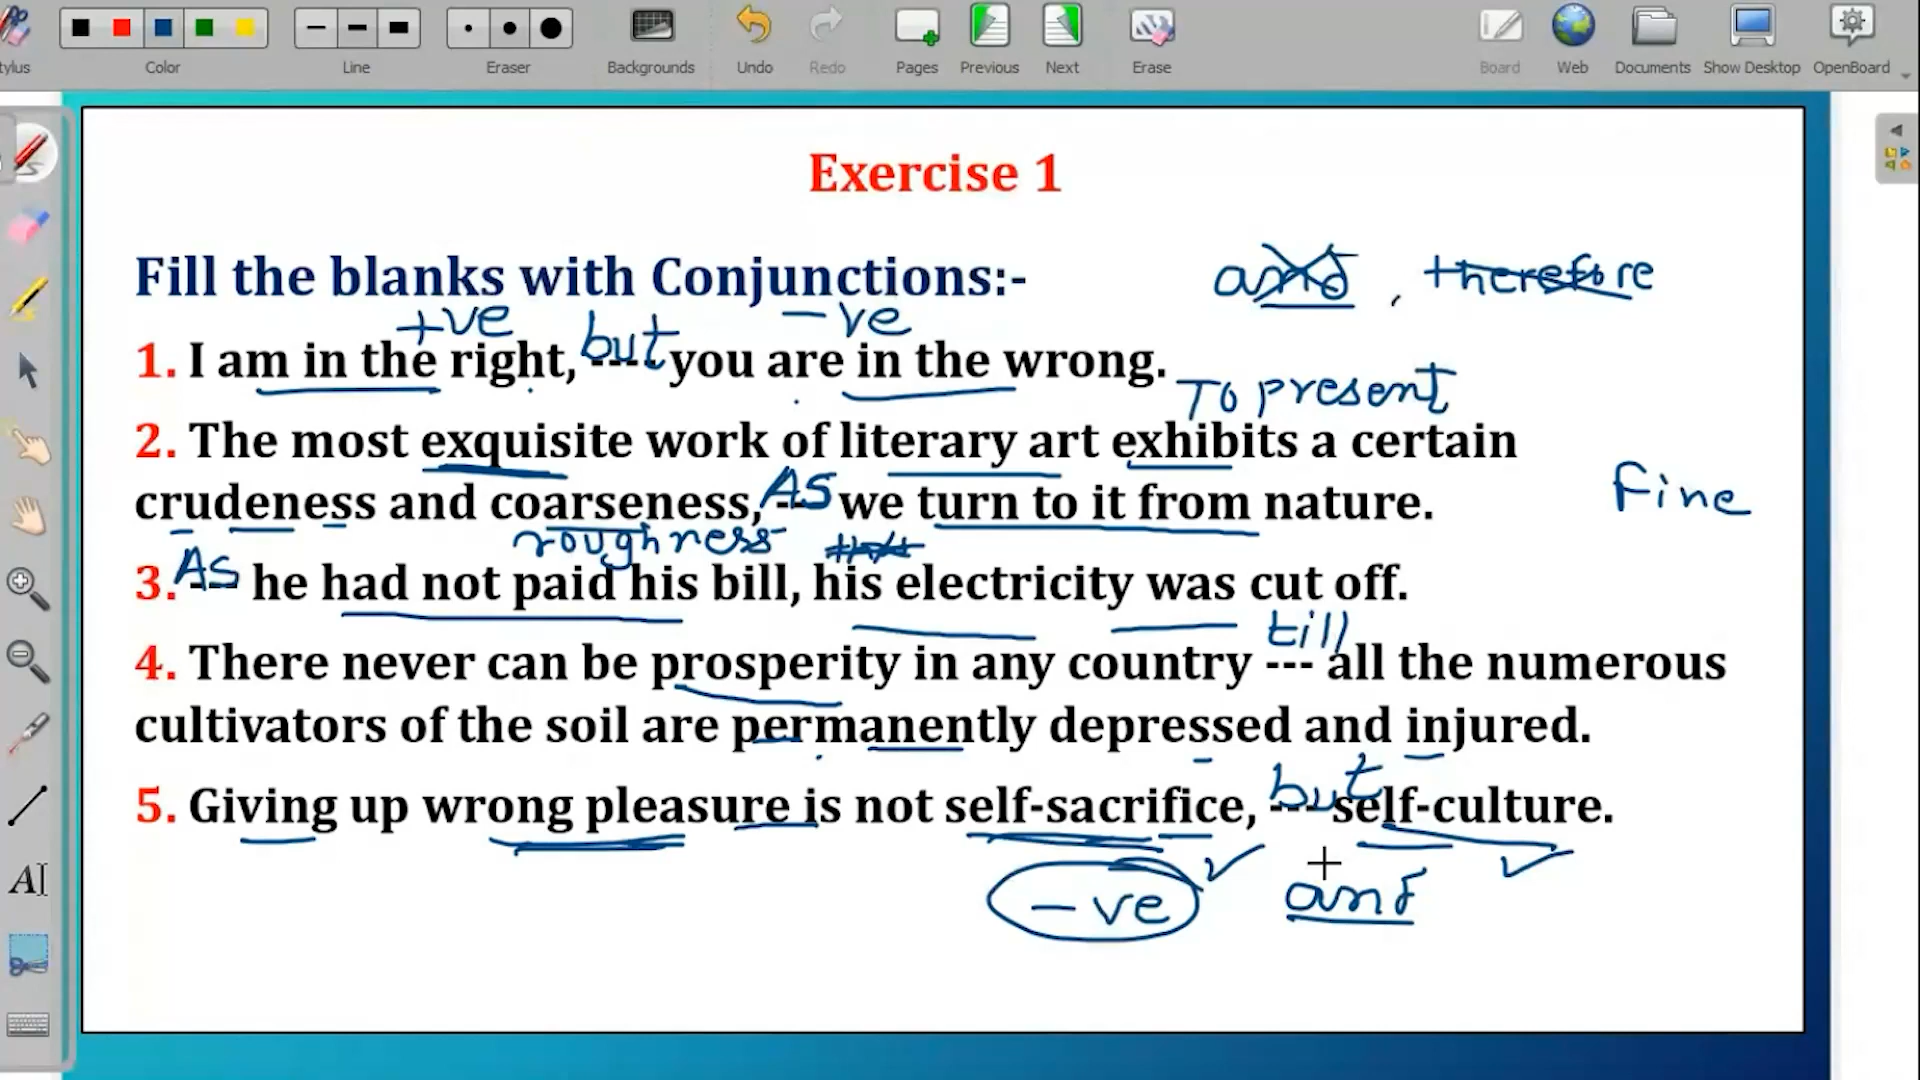 tylus Color Line Eraser Backgrounds Undo Redo Pages Previous Next Erase Board Web Documents Show Desktop OpenBoard
Exercise 1
Fill the blanks with Conjunctions:-
and , therefore
+ve but -ve
1. I am in the right, ---- you are in the wrong.
To present
2. The most exquisite work of literary art exhibits a certain
crudeness and coarseness, --- we turn to it from nature.
As
Fine
roughness
As
3. --- he had not paid his bill, his electricity was cut off.
till
4. There never can be prosperity in any country --- all the numerous
cultivators of the soil are permanently depressed and injured.
but
5. Giving up wrong pleasure is not self-sacrifice, ---- self-culture.
-ve and
AI